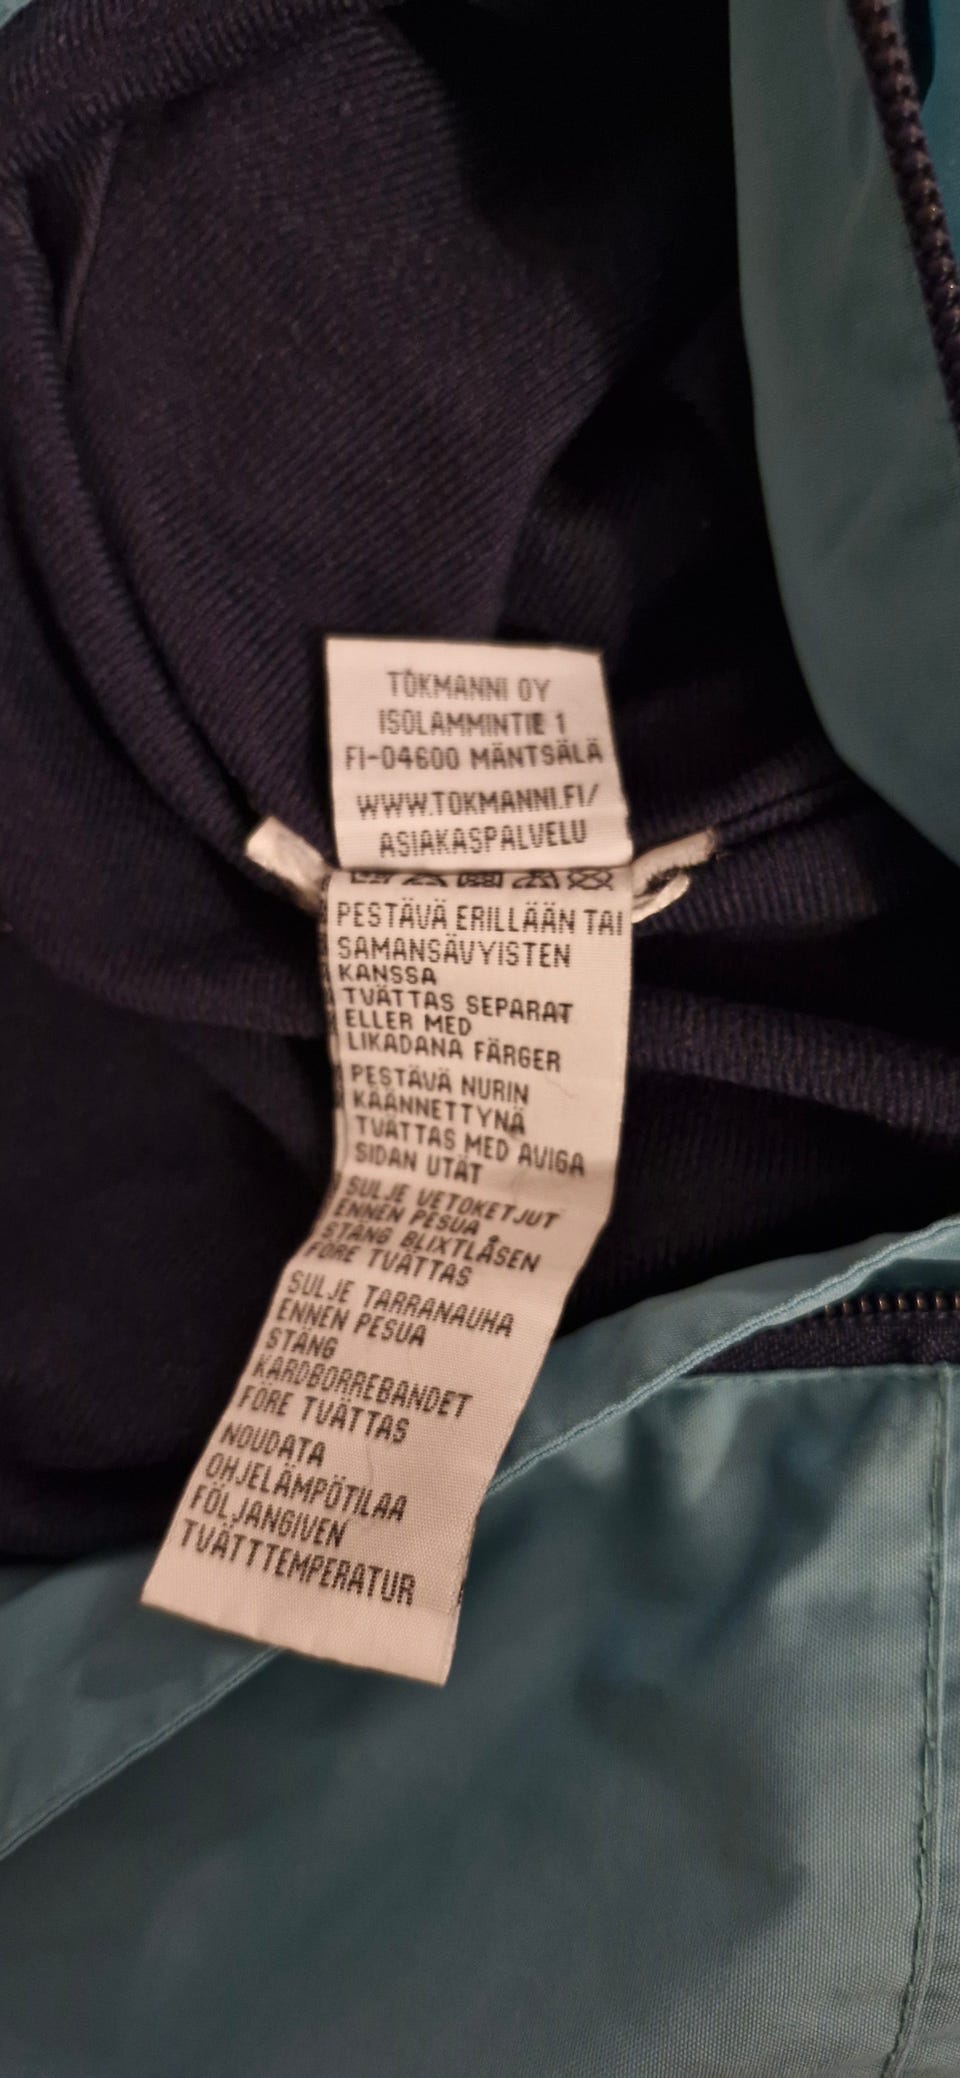 TOKMANNI OY
ISOLAMMINTIE 1
FI-04600 MÄNTSÄLÄ
WWW.TOKMANNI.FI/
ASIAKASPALVELU
PESTÄVÄ ERILLÄÄN TAI
SAMANSÄVYISTEN
KANSSA
TVÄTTAS SEPARAT
ELLER MED
LIKADANA FÄRGER
PESTÄVÄ NURIN
KÄÄNNETTYNÄ
TVÄTTAS MED AVIGA
SIDAN UTÅT
SULJE VETOKETJUT
ENNEN PESUA
STÄNG BLIXTLÅSEN
FÖRE TVÄTTAS
SULJE TARRANAUHA
ENNEN PESUA
STÄNG
KARDBORREBANDET
FÖRE TVÄTTAS
NOUDATA
OHJELÄMPÖTILAA
FÖLJANGIVEN
TVÄTTTEMPERATUR